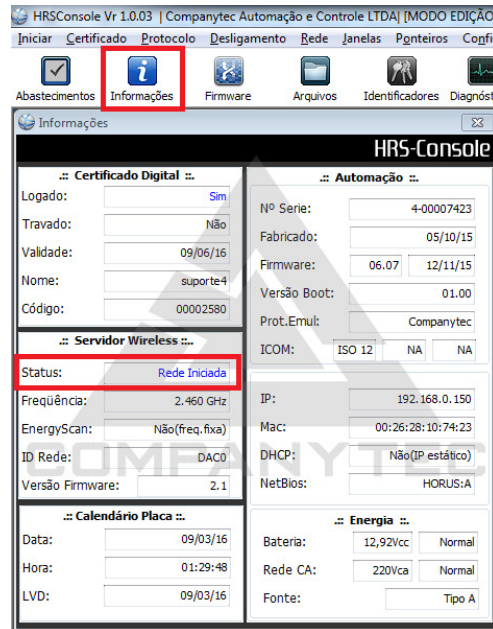 HRSConsole Vr 1.0.03 | Companytec Automação e Controle LTDA| [MODO EDIÇÃO
Iniciar Certificado Protocolo Desligamento Rede Janelas Ponteiros Confi
Abastecimentos Informações Firmware Arquivos Identificadores Diagnóst
Informações
HRS-Console
.:: Certificado Digital ::.
Logado: Sim
Travado: Não
Validade: 09/06/16
Nome: suporte4
Código: 00002580
.:: Servidor Wireless ::..
Status: Rede Iniciada
Freqüência: 2.460 GHz
EnergyScan: Não(freq.fixa)
ID Rede: DAC0
Versão Firmware: 2.1
.:: Calendário Placa ::.
Data: 09/03/16
Hora: 01:29:48
LVD: 09/03/16
.:: Automação ::.
Nº Serie: 4-00007423
Fabricado: 05/10/15
Firmware: 06.07 12/11/15
Versão Boot: 01.00
Prot.Emul: Companytec
ICOM: ISO 12 NA NA
IP: 192.168.0.150
Mac: 00:26:28:10:74:23
DHCP: Não(IP estático)
NetBios: HORUS:A
.:: Energia ::.
Bateria: 12,92Vcc Normal
Rede CA: 220Vca Normal
Fonte: Tipo A
COMPANYTEC